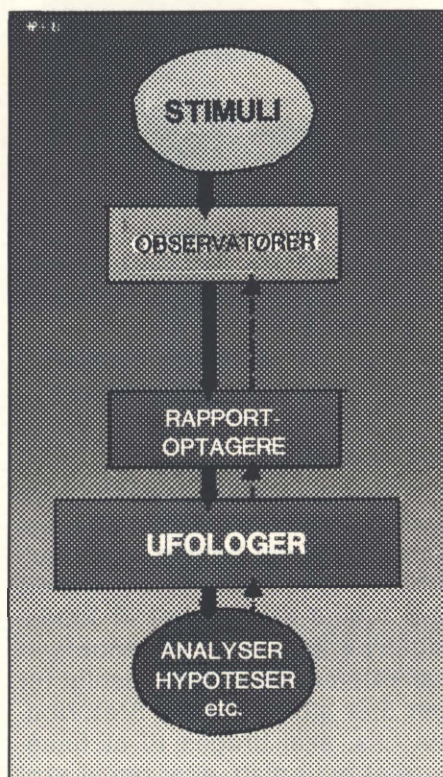 STIMULI
OBSERVATØRER
RAPPORT-
OPTAGERE
UFOLOGER
ANALYSER
HYPOTESER
etc.